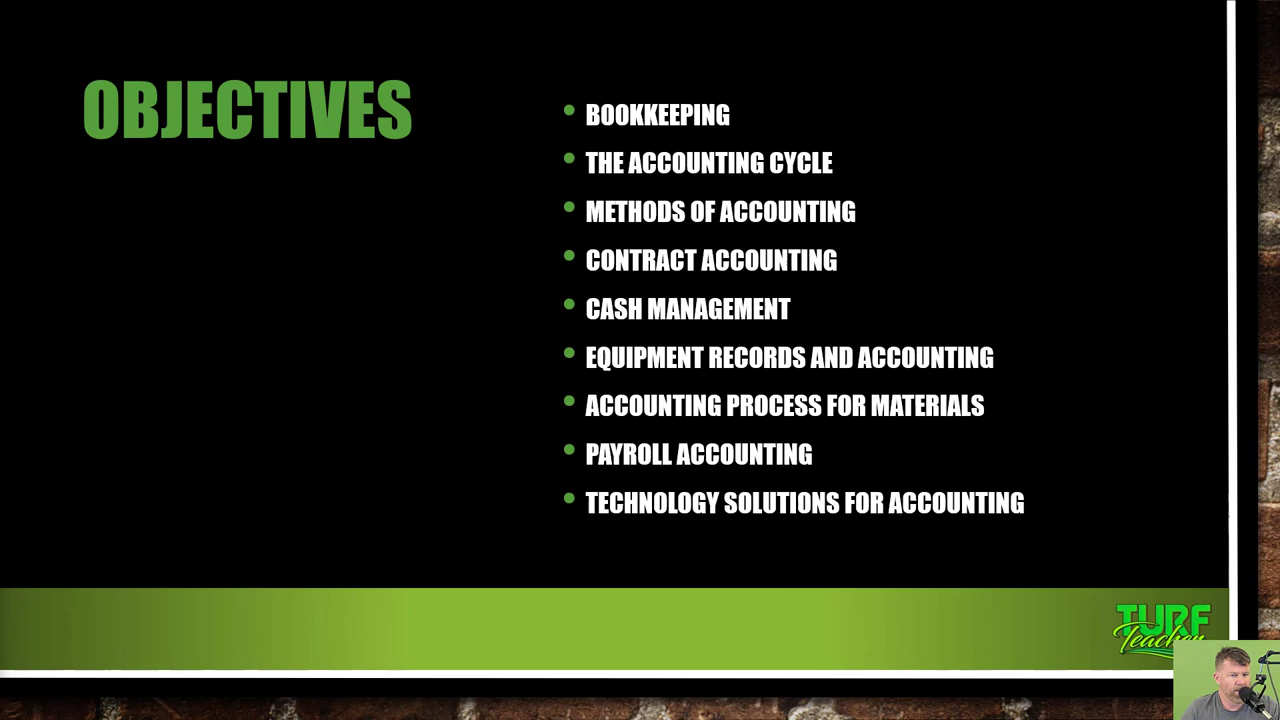 OBJECTIVES
BOOKKEEPING
THE ACCOUNTING CYCLE
METHODS OF ACCOUNTING
CONTRACT ACCOUNTING
CASH MANAGEMENT
EQUIPMENT RECORDS AND ACCOUNTING
ACCOUNTING PROCESS FOR MATERIALS
PAYROLL ACCOUNTING
TECHNOLOGY SOLUTIONS FOR ACCOUNTING
TURF
Teacher